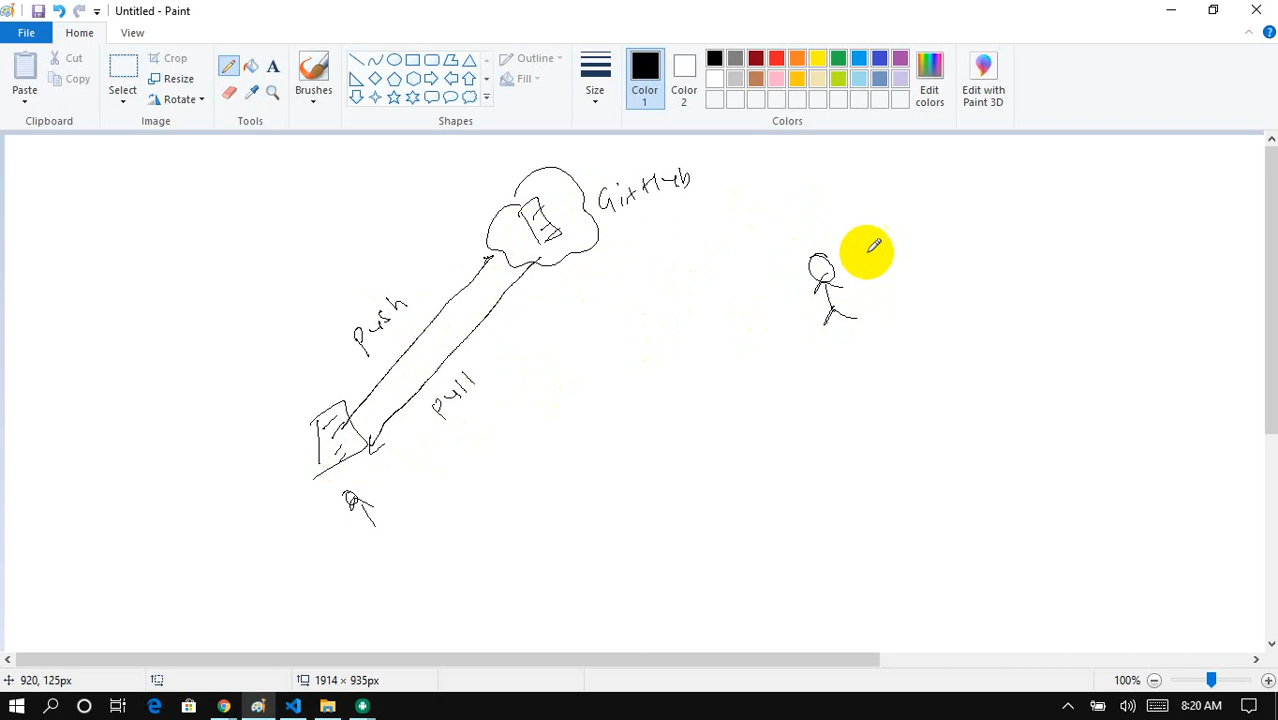 Untitled - Paint
File
Home
View
Paste
Cut
Copy
Clipboard
Select
Crop
Resize
Rotate
Image
A
Tools
Brushes
Outline
Fill
Shapes
Size
Color 1
Color 2
Edit colors
Colors
Edit with Paint 3D
GitHub
push
pull
920, 125px
1914 × 935px
100%
8:20 AM